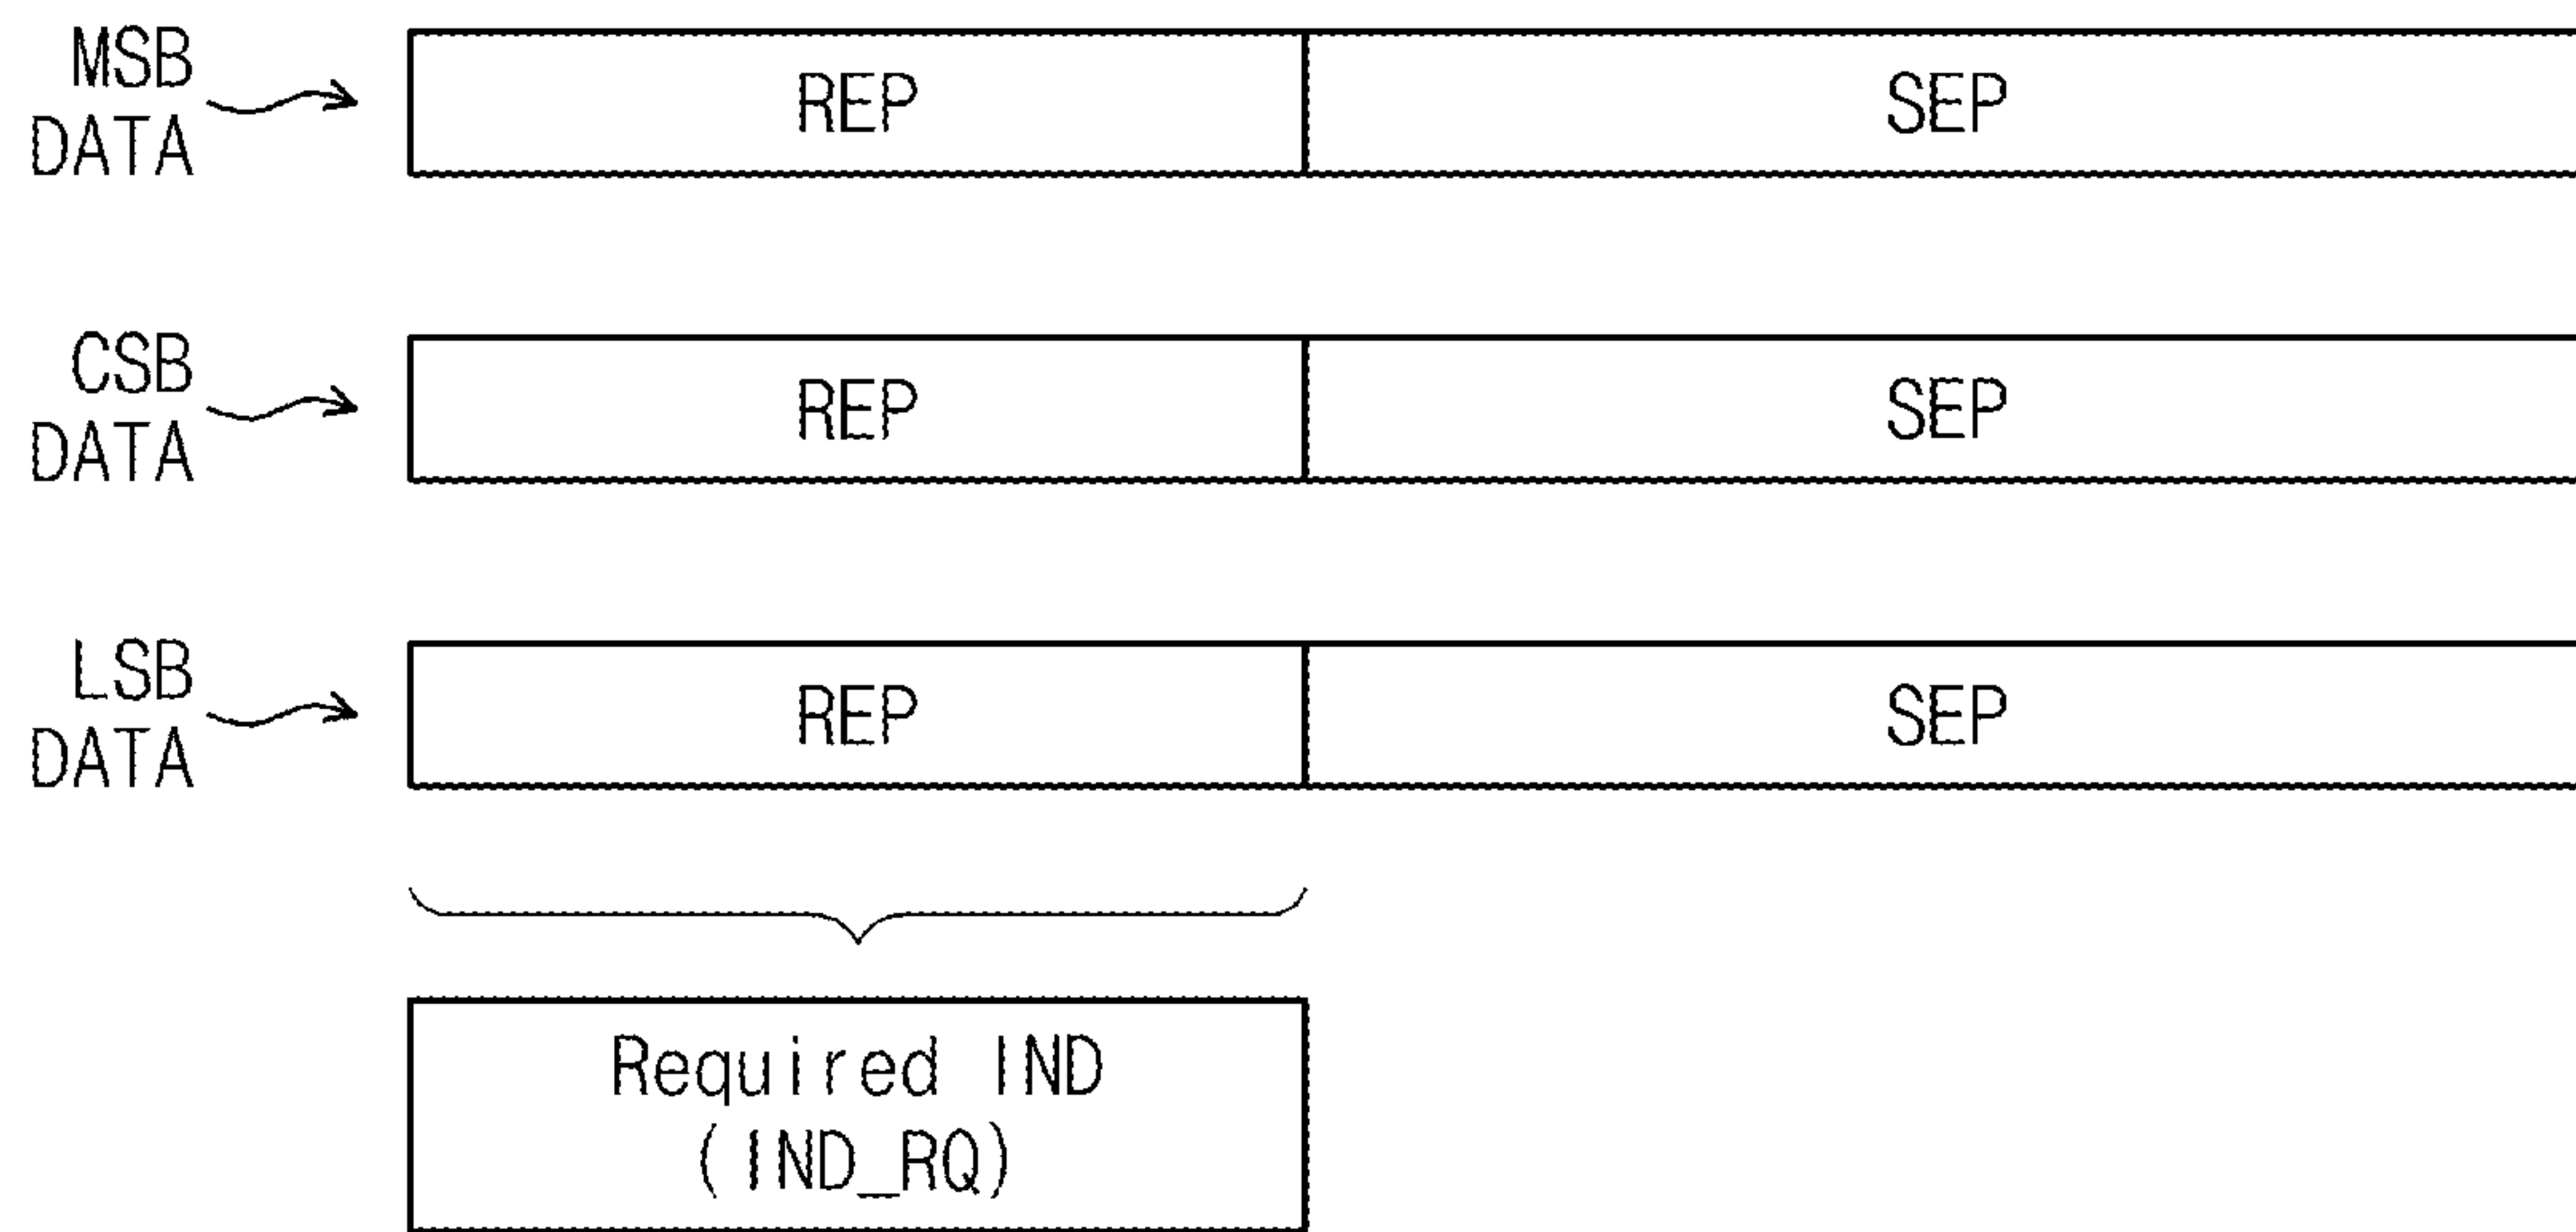 MSB
DATA
REP
SEP
CSB
DATA
REP
SEP
LSB
DATA
REP
SEP
Required IND
(IND_RQ)